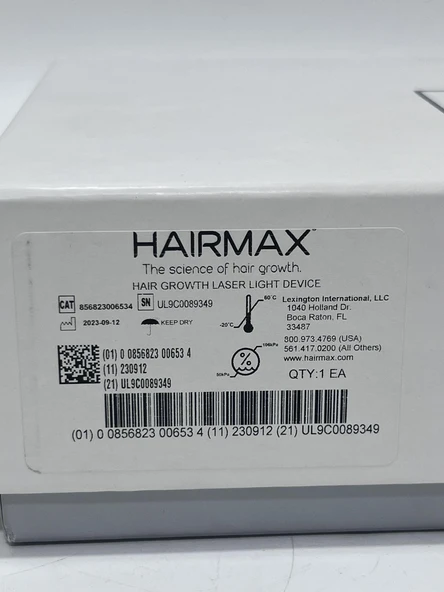 HAIRMAX™
The science of hair growth.
HAIR GROWTH LASER LIGHT DEVICE
CAT 856823006534
SN UL9C0089349
2023-09-12
KEEP DRY
60°C
-20°C
Lexington International, LLC
1040 Holland Dr.
Boca Raton, FL
33487
800.973.4769 (USA)
561.417.0200 (All Others)
www.hairmax.com
106kPa
50kPa
QTY:1 EA
(01) 0 0856823 00653 4
(11) 230912
(21) UL9C0089349
(01) 0 0856823 00653 4 (11) 230912 (21) UL9C0089349